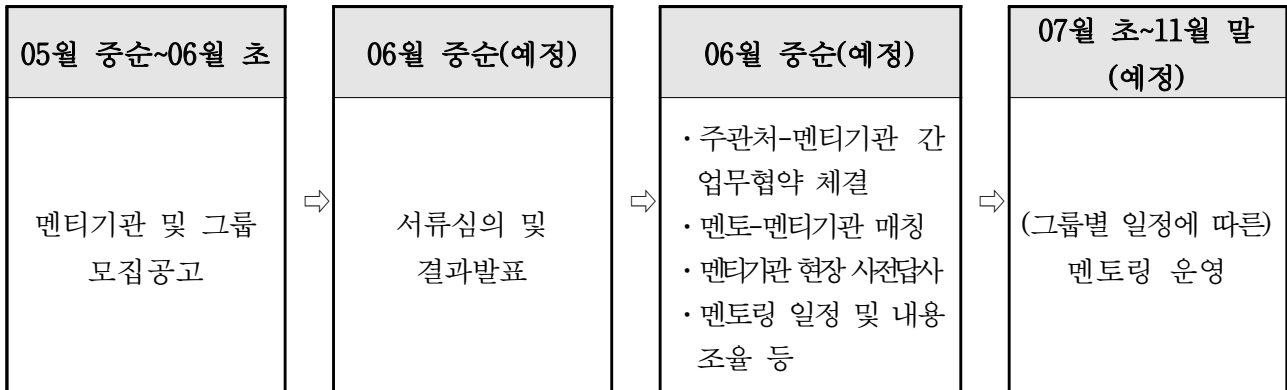 05월 중순~06월 초
멘티기관 및 그룹
모집공고
⇨
06월 중순(예정)
서류심의 및
결과발표
⇨
06월 중순(예정)
·주관처-멘티기관 간
업무협약 체결
·멘토-멘티기관 매칭
·멘티기관 현장 사전답사
·멘토링 일정 및 내용
조율 등
⇨
07월 초~11월 말
(예정)
(그룹별 일정에 따른)
멘토링 운영